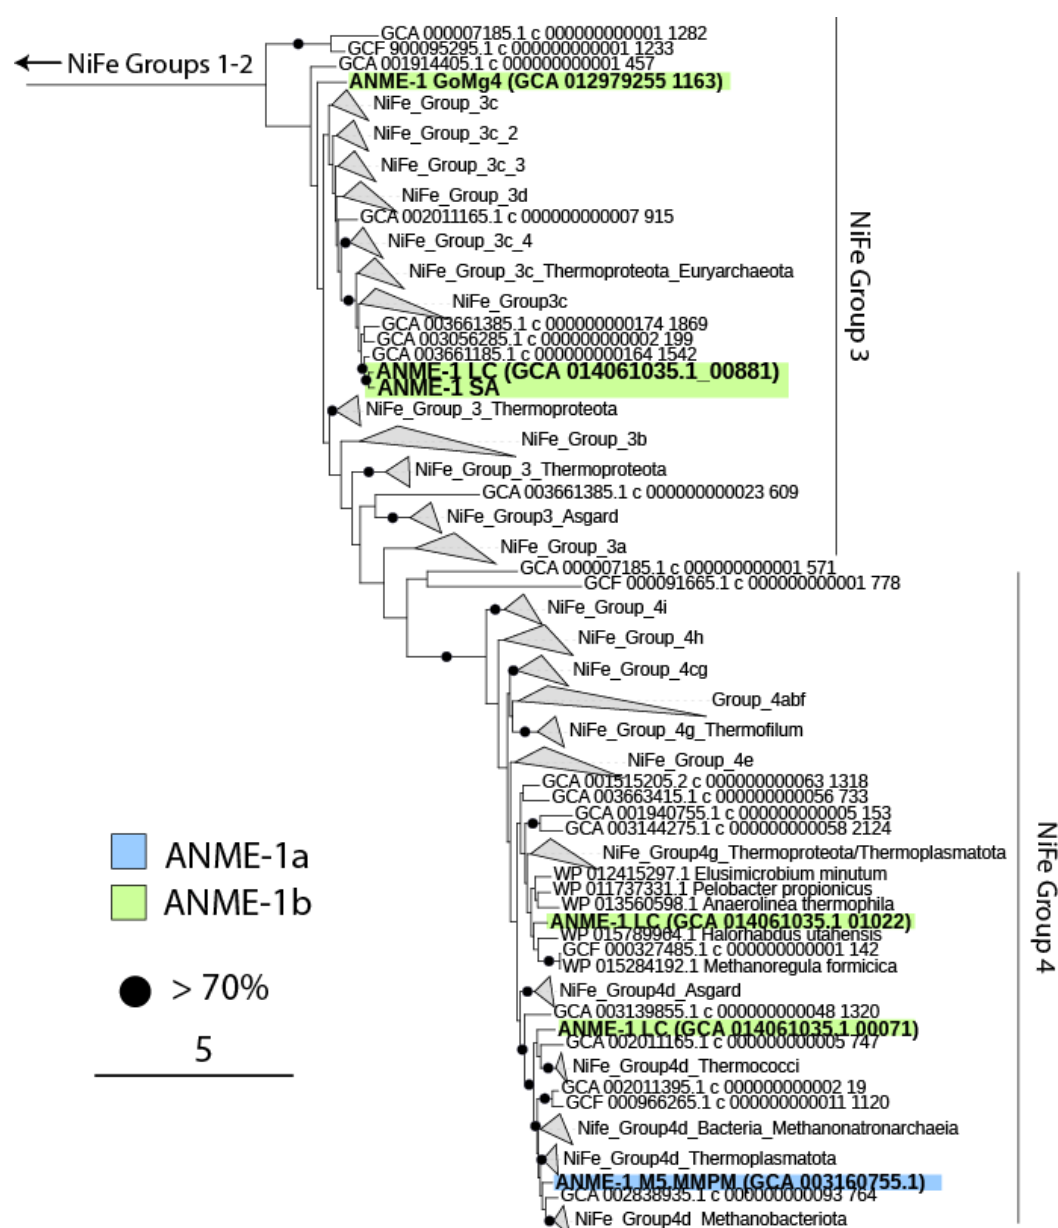 GCA 000007185.1 c 000000000001 1282
GCF 900095295.1 c 000000000001 1233
NiFe Groups 1-2
GCA 001914405.1 c 000000000001 457
ANME-1 GoMg4 (GCA 012979255 1163)
NiFe_Group_3c
NiFe_Group_3c_2
NiFe_Group_3c_3
NiFe_Group_3d
GCA 002011165.1 c 000000000007 915
NiFe_Group_3c_4
NiFe_Group_3c_Thermoproteota_Euryarchaeota
NiFe_Group3c
GCA 003661385.1 c 000000000174 1869
GCA 003056285.1 c 000000000002 199
GCA 003661185.1 c 000000000164 1542
ANME-1 LC (GCA 014061035.1_00881)
ANME-1 SA
NiFe_Group_3_Thermoproteota
NiFe_Group_3b
NiFe_Group_3_Thermoproteota
GCA 003661385.1 c 000000000023 609
NiFe_Group3_Asgard
NiFe_Group_3a
NiFe Group 3
GCA 000007185.1 c 000000000001 571
GCF 000091665.1 c 000000000001 778
NiFe_Group_4i
NiFe_Group_4h
NiFe_Group_4cg
Group_4abf
NiFe_Group_4g_Thermofilum
NiFe_Group_4e
GCA 001515205.2 c 000000000063 1318
GCA 003663415.1 c 000000000056 733
GCA 001940755.1 c 000000000005 153
GCA 003144275.1 c 000000000058 2124
NiFe_Group4g_Thermoproteota/Thermoplasmatota
WP 012415297.1 Elusimicrobium minutum
WP 011737331.1 Pelobacter propionicus
WP 013560598.1 Anaerolinea thermophila
ANME-1 LC (GCA 014061035.1 01022)
WP 015789964.1 Halorhabdus utahensis
GCF 000327485.1 c 000000000001 142
WP 015284192.1 Methanoregula formicica
NiFe_Group4d_Asgard
GCA 003139855.1 c 000000000048 1320
ANME-1 LC (GCA 014061035.1 00071)
GCA 002011165.1 c 000000000005 747
NiFe_Group4d_Thermococci
GCA 002011395.1 c 000000000002 19
GCF 000966265.1 c 000000000011 1120
Nife_Group4d_Bacteria_Methanonatronarchaeia
NiFe_Group4d_Thermoplasmatota
ANME-1 M5.MMPM (GCA 003160755.1)
GCA 002838935.1 c 000000000093 764
NiFe_Group4d_Methanobacteriota
NiFe Group 4
ANME-1a
ANME-1b
> 70%
5